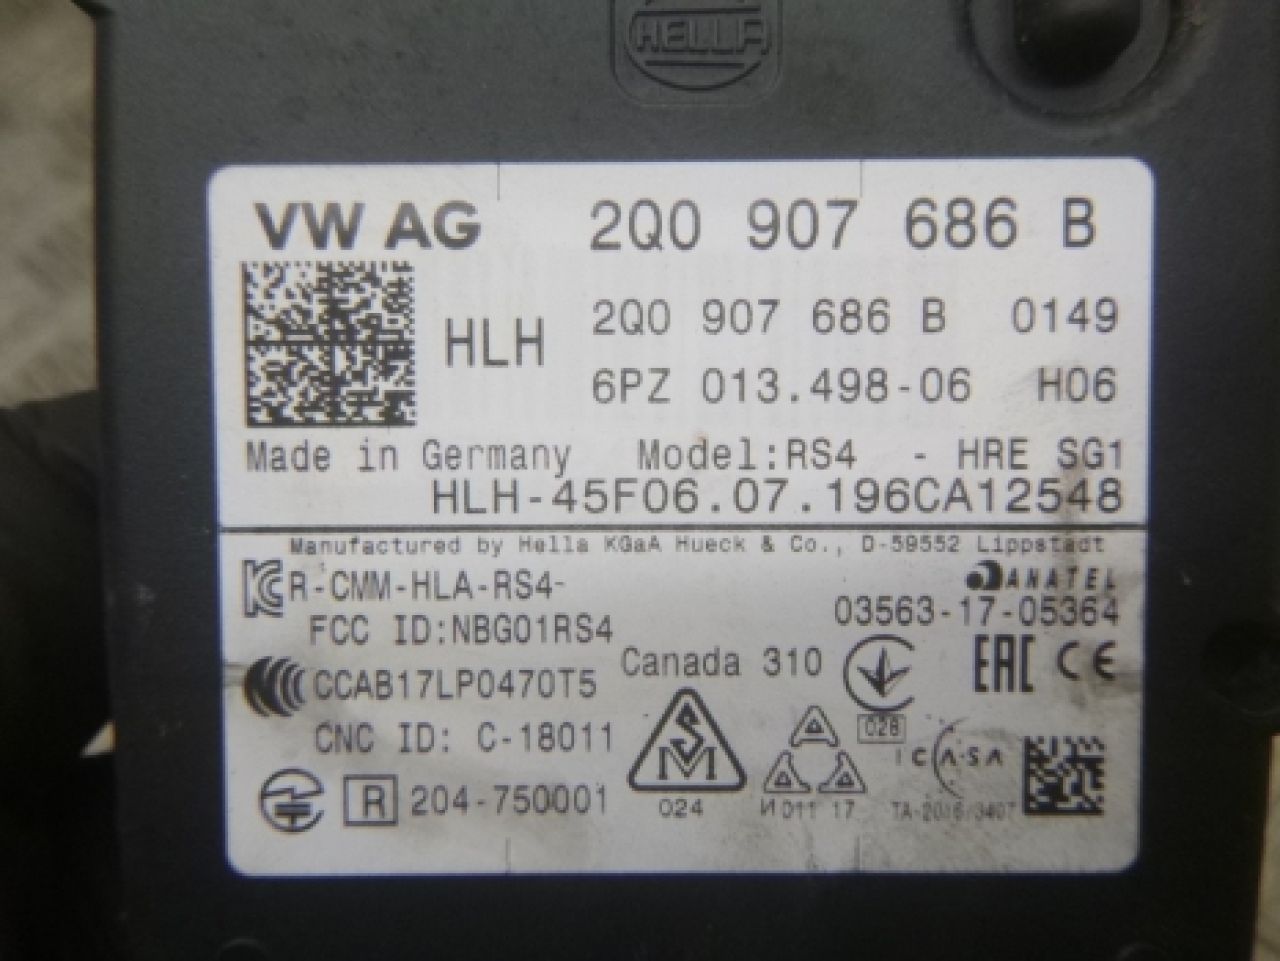 HELLA
VW AG 2Q0 907 686 B
HLH 2Q0 907 686 B 0149
6PZ 013.498-06 H06
Made in Germany Model:RS4 - HRE SG1
HLH-45F06.07.196CA12548
Manufactured by Hella KGaA Hueck & Co., D-59552 Lippstadt
R-CMM-HLA-RS4-
ANATEL
03563-17-05364
FCC ID:NBG01RS4
Canada 310
EAC CE
CCAB17LP0470T5
028
CNC ID: C-18011
SM
024
И011 17
ICASA
TA-2016/3407
R 204-750001